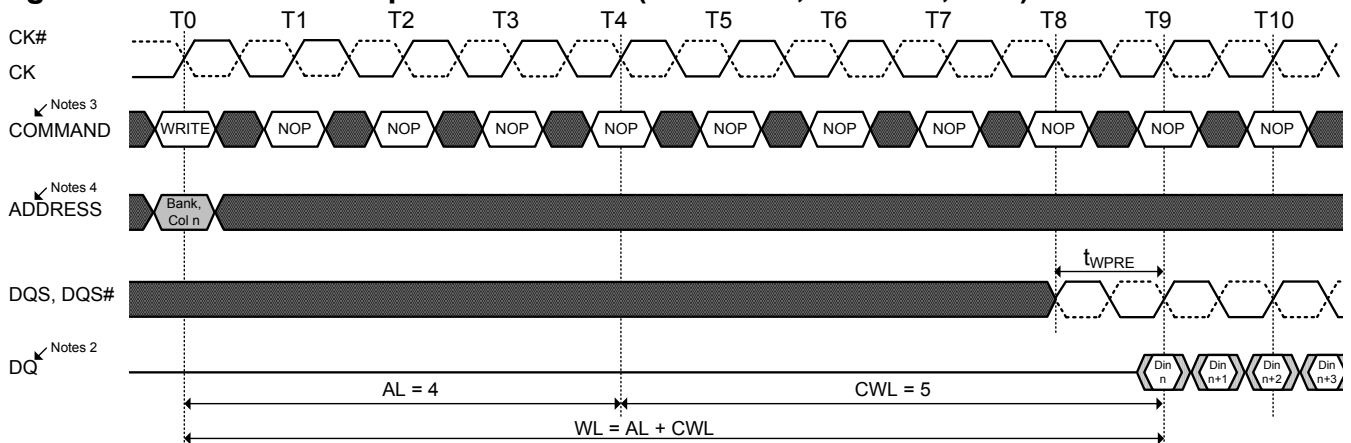 T0 T1 T2 T3 T4 T5 T6 T7 T8 T9 T10
CK#
CK
Notes 3
COMMAND WRITE NOP NOP NOP NOP NOP NOP NOP NOP NOP NOP
Notes 4
ADDRESS
Bank,
Col n
tWPRE
DQS, DQS#
Notes 2
DQ
Din n
Din n+1
Din n+2
Din n+3
AL = 4 CWL = 5
WL = AL + CWL